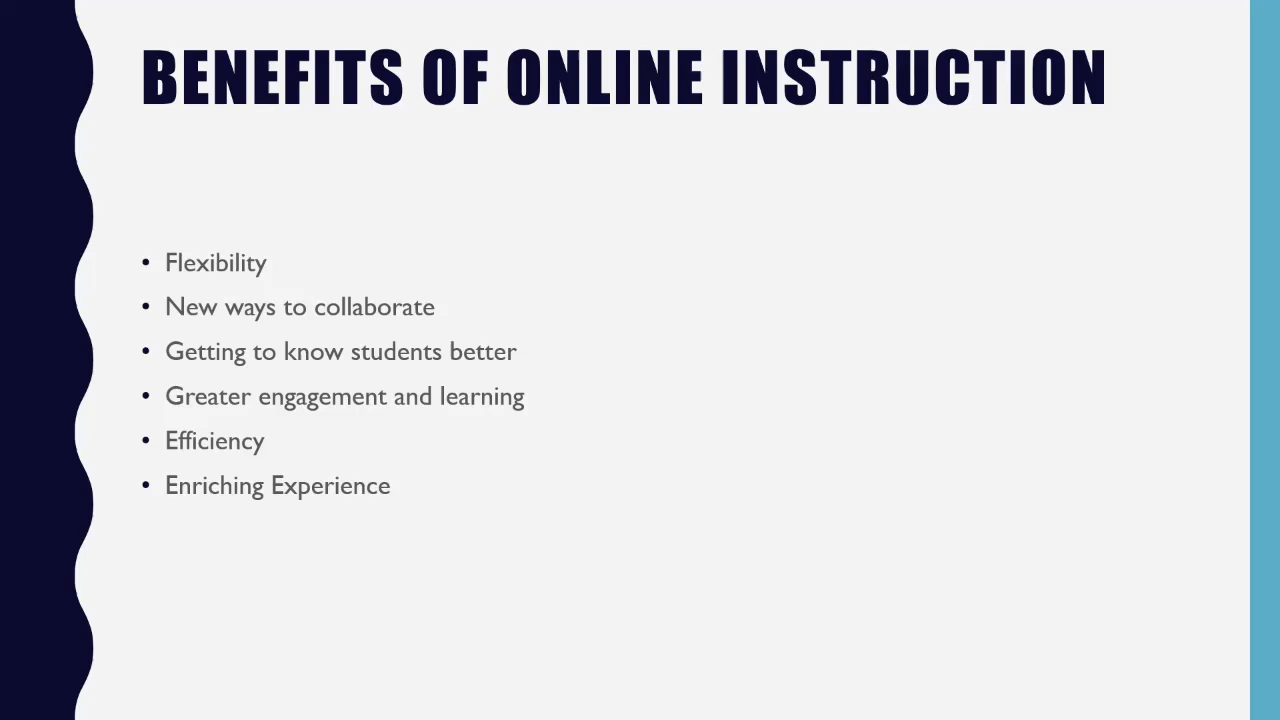 BENEFITS OF ONLINE INSTRUCTION
• Flexibility
• New ways to collaborate
• Getting to know students better
• Greater engagement and learning
• Efficiency
• Enriching Experience